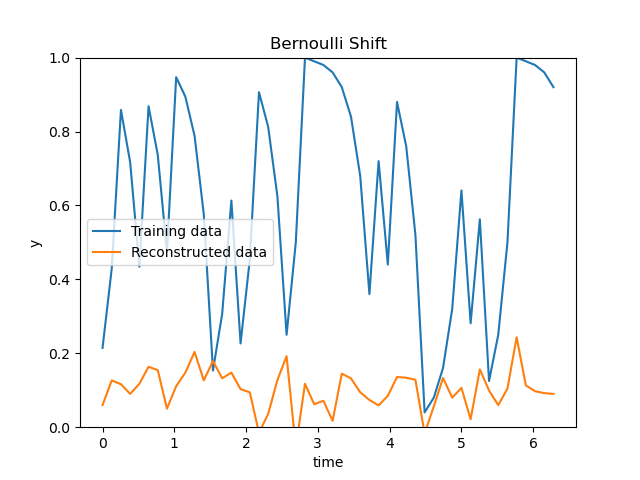 Bernoulli Shift
1.0
0.8
0.6
0.4
0.2
0.0
y
Training data
Reconstructed data
0 1 2 3 4 5 6
time